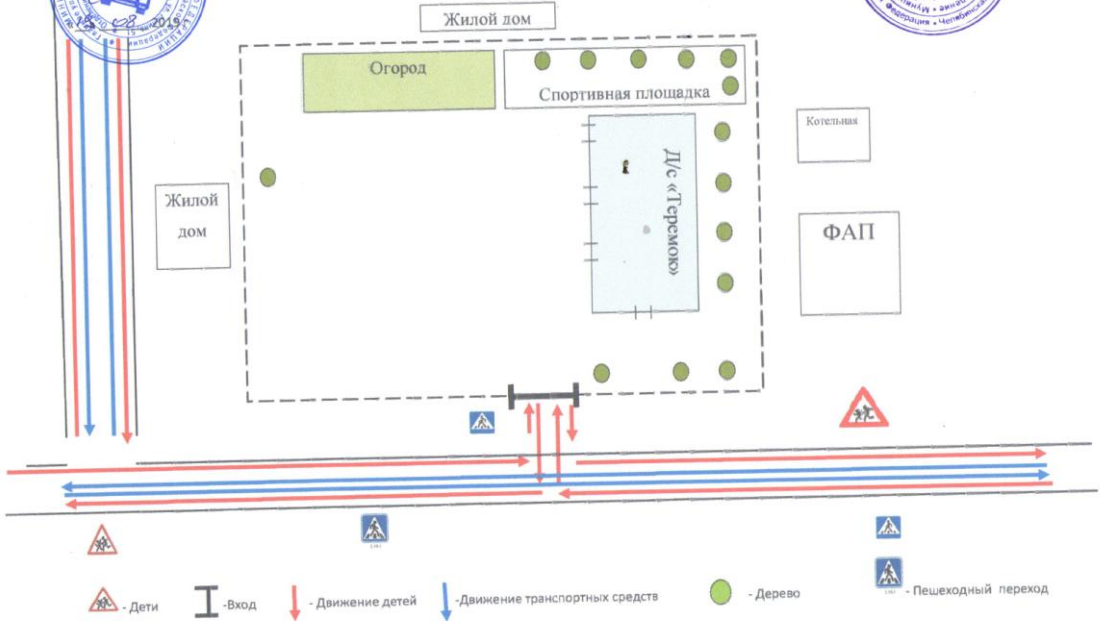 2019
Жилой дом
Огород
Спортивная площадка
Котельная
Жилой
дом
Д/с «Теремок»
ФАП
- Дети
-Вход
- Движение детей
-Движение транспортных средств
- Дерево
- Пешеходный переход